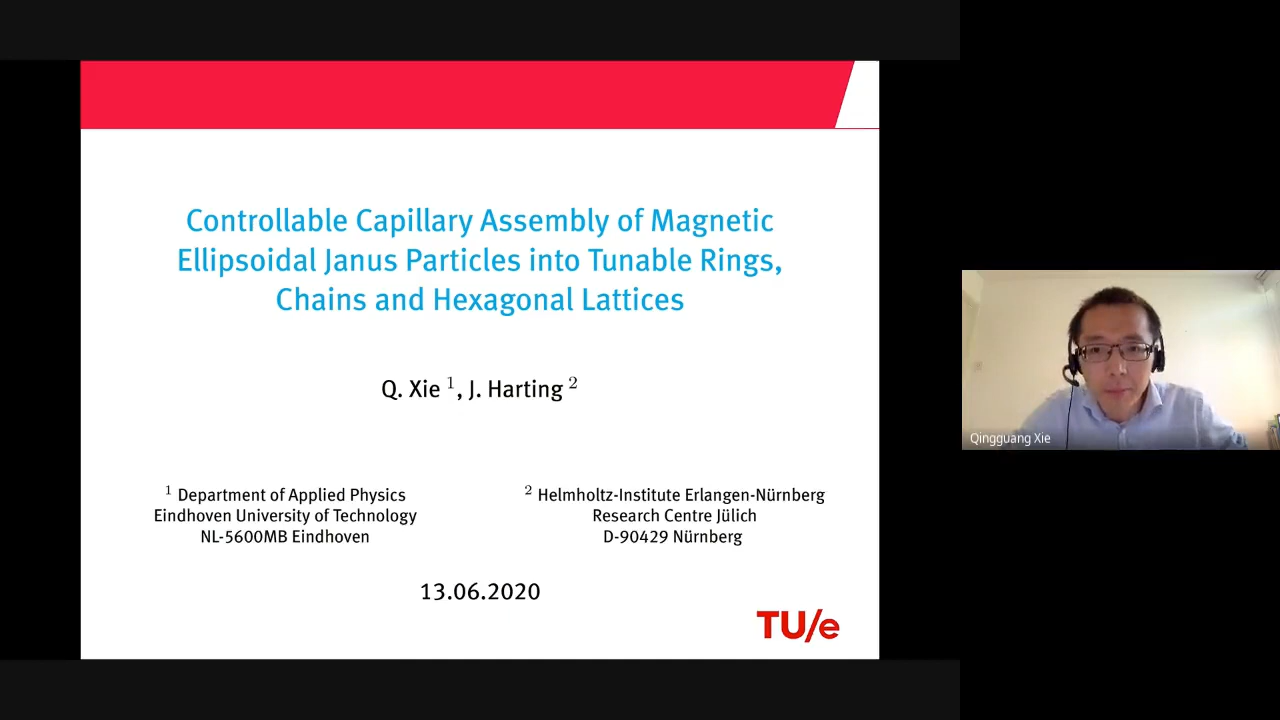 Controllable Capillary Assembly of Magnetic
Ellipsoidal Janus Particles into Tunable Rings,
Chains and Hexagonal Lattices
Q. Xie ¹, J. Harting ²
¹ Department of Applied Physics
Eindhoven University of Technology
NL-5600MB Eindhoven
² Helmholtz-Institute Erlangen-Nürnberg
Research Centre Jülich
D-90429 Nürnberg
13.06.2020
TU/e
Qingguang Xie